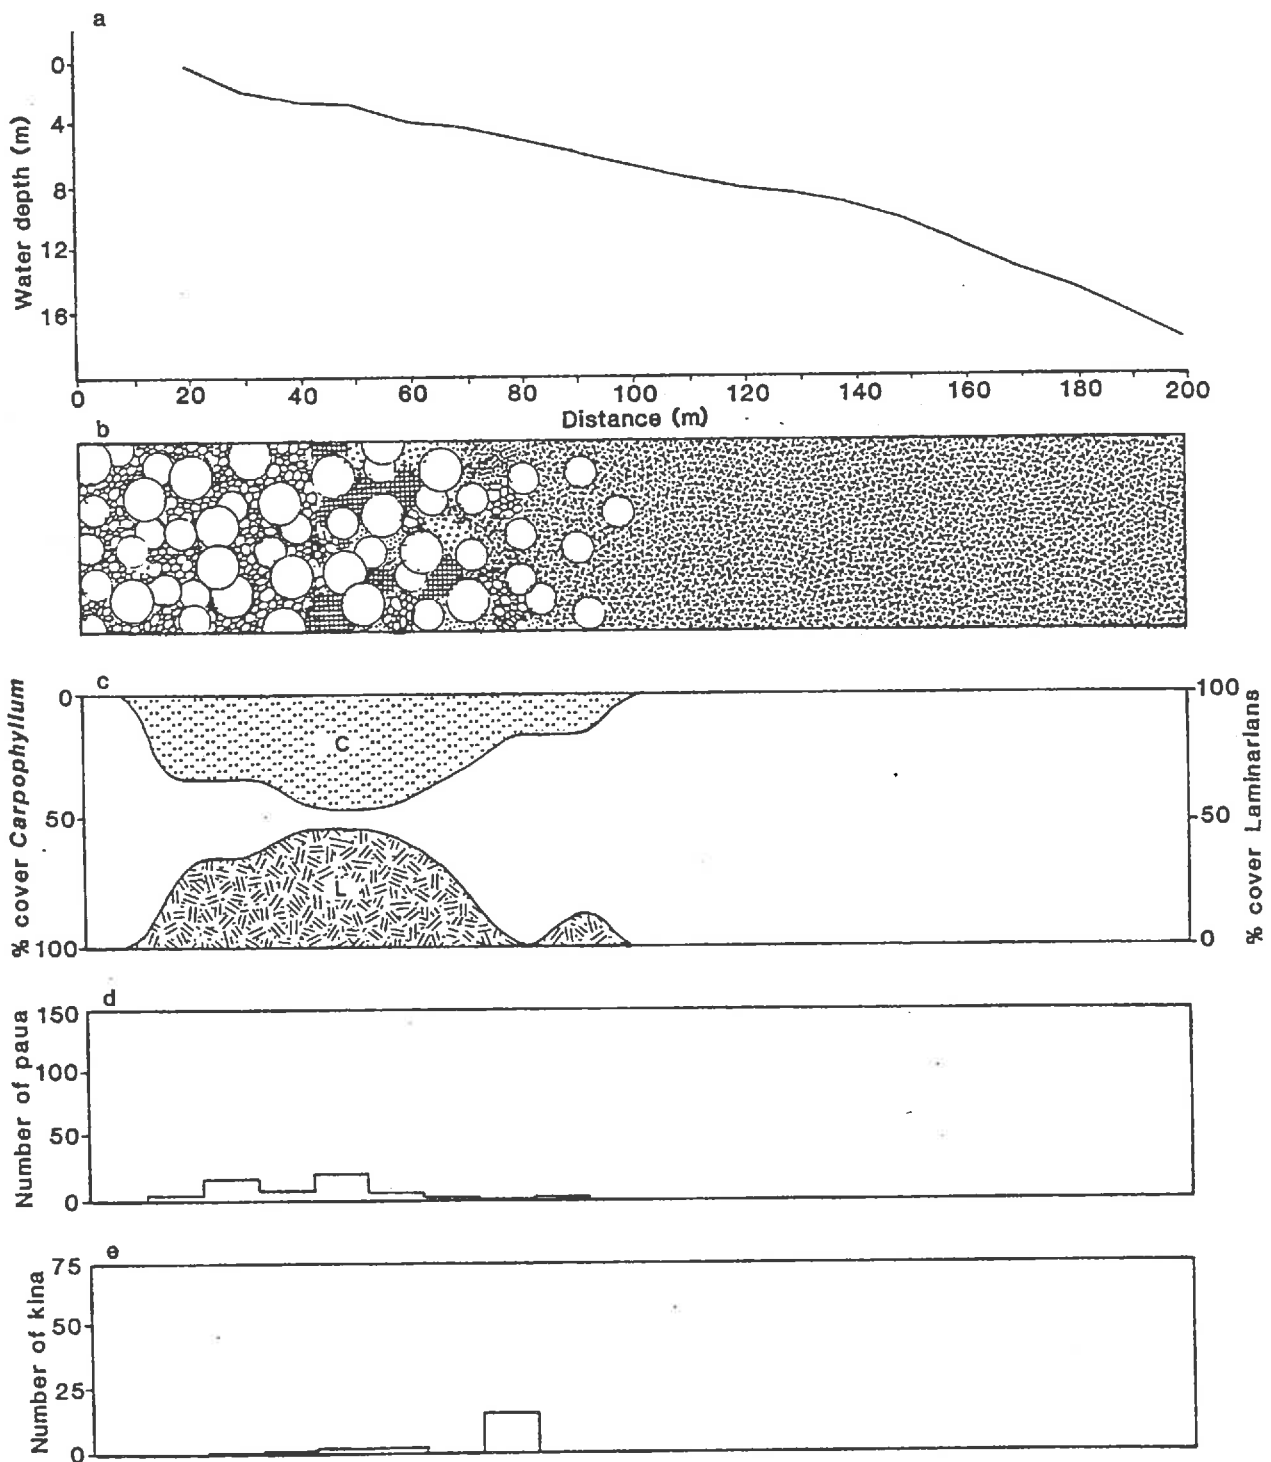 a
Water depth (m)
0
4
8
12
16
0 20 40 60 80 100 120 140 160 180 200
Distance (m)
b
c
% cover Carpophyllum
0
50
100
C
L
100
50
0
% cover Laminarians
d
Number of paua
150
100
50
0
e
Number of kina
75
50
25
0